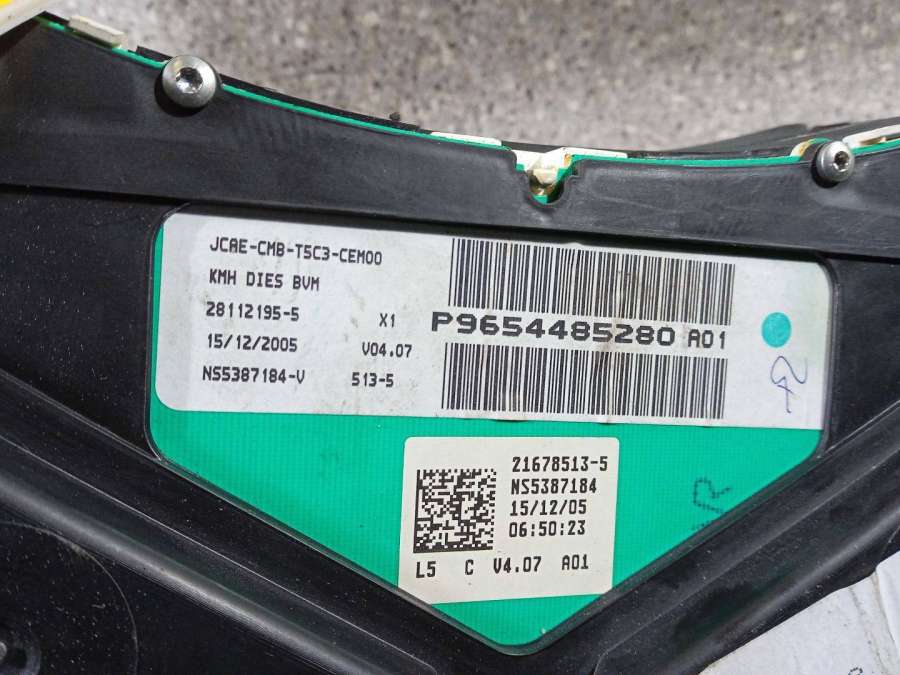 JCAE-CMB-T5C3-CEM00
KMH DIES BVM
28112195-5
X1
15/12/2005
V04.07
NS5387184-V
513-5
P9654485280 A01
21678513-5
NS5387184
15/12/05
06:50:23
L5 C V4.07 A01